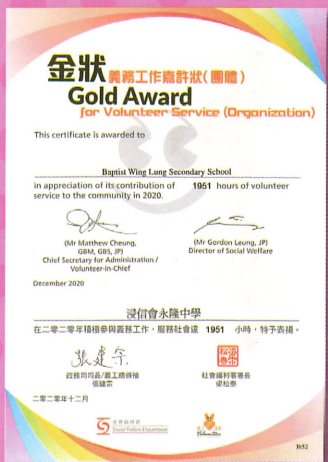 金狀 義務工作嘉許狀(團體)
Gold Award
for Volunteer Service (Organization)
This certificate is awarded to
Baptist Wing Lung Secondary School
in appreciation of its contribution of 1951 hours of volunteer
service to the community in 2020.
(Mr Matthew Cheung, GBM, GBS, JP)
Chief Secretary for Administration /
Volunteer-in-Chief
(Mr Gordon Leung, JP)
Director of Social Welfare
December 2020
浸信會永隆中學
在二零二零年積極參與義務工作，服務社會達 1951 小時，特予表揚。
張建宗
政務司司長/義工總領袖
張建宗
社會福利署署長
梁松泰
二零二零年十二月
社會福利署
Social Welfare Department
Volunteer